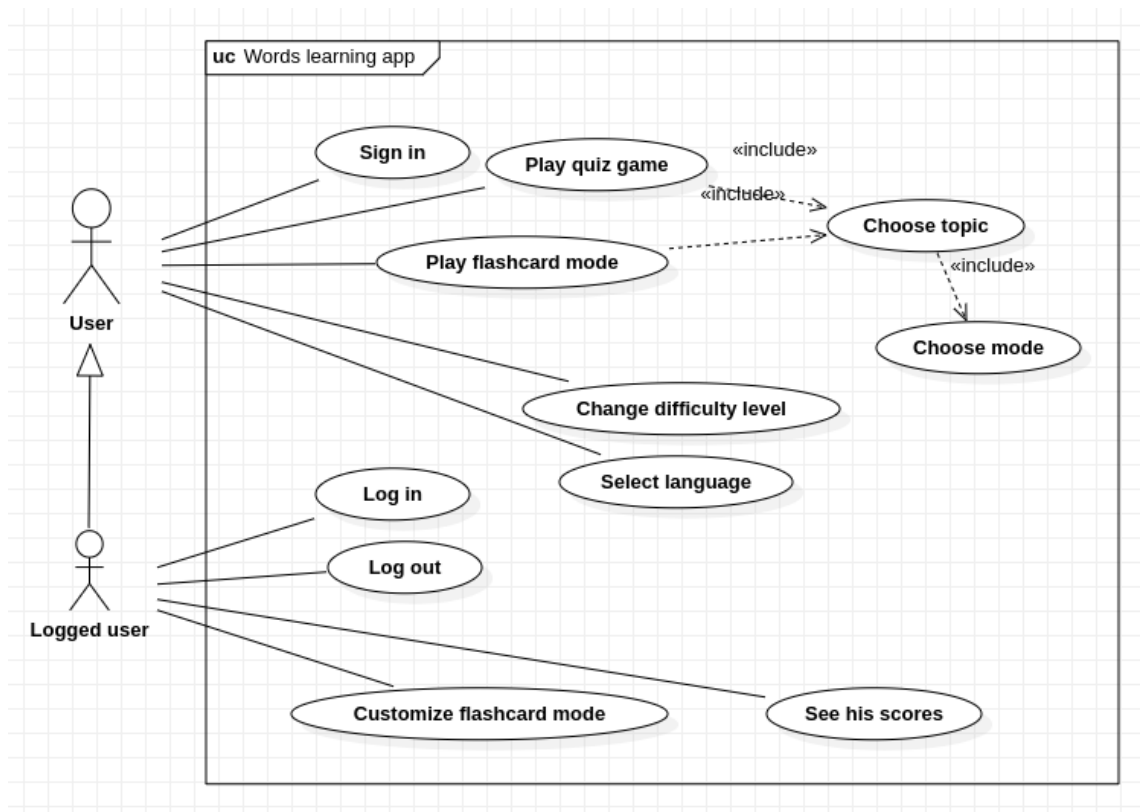 uc Words learning app
Sign in
Play quiz game
«include»
«include»
Choose topic
Play flashcard mode
«include»
User
Choose mode
Change difficulty level
Select language
Log in
Log out
Logged user
Customize flashcard mode
See his scores